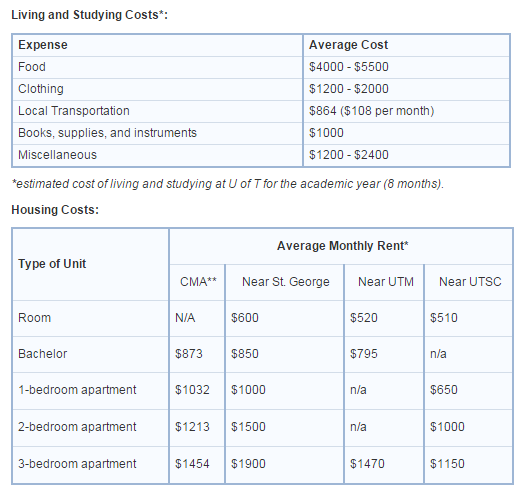 Living and Studying Costs*:
Expense Average Cost
Food $4000 - $5500
Clothing $1200 - $2000
Local Transportation $864 ($108 per month)
Books, supplies, and instruments $1000
Miscellaneous $1200 - $2400
*estimated cost of living and studying at U of T for the academic year (8 months).
Housing Costs:
Type of Unit Average Monthly Rent*
CMA** Near St. George Near UTM Near UTSC
Room N/A $600 $520 $510
Bachelor $873 $850 $795 n/a
1-bedroom apartment $1032 $1000 n/a $650
2-bedroom apartment $1213 $1500 n/a $1000
3-bedroom apartment $1454 $1900 $1470 $1150